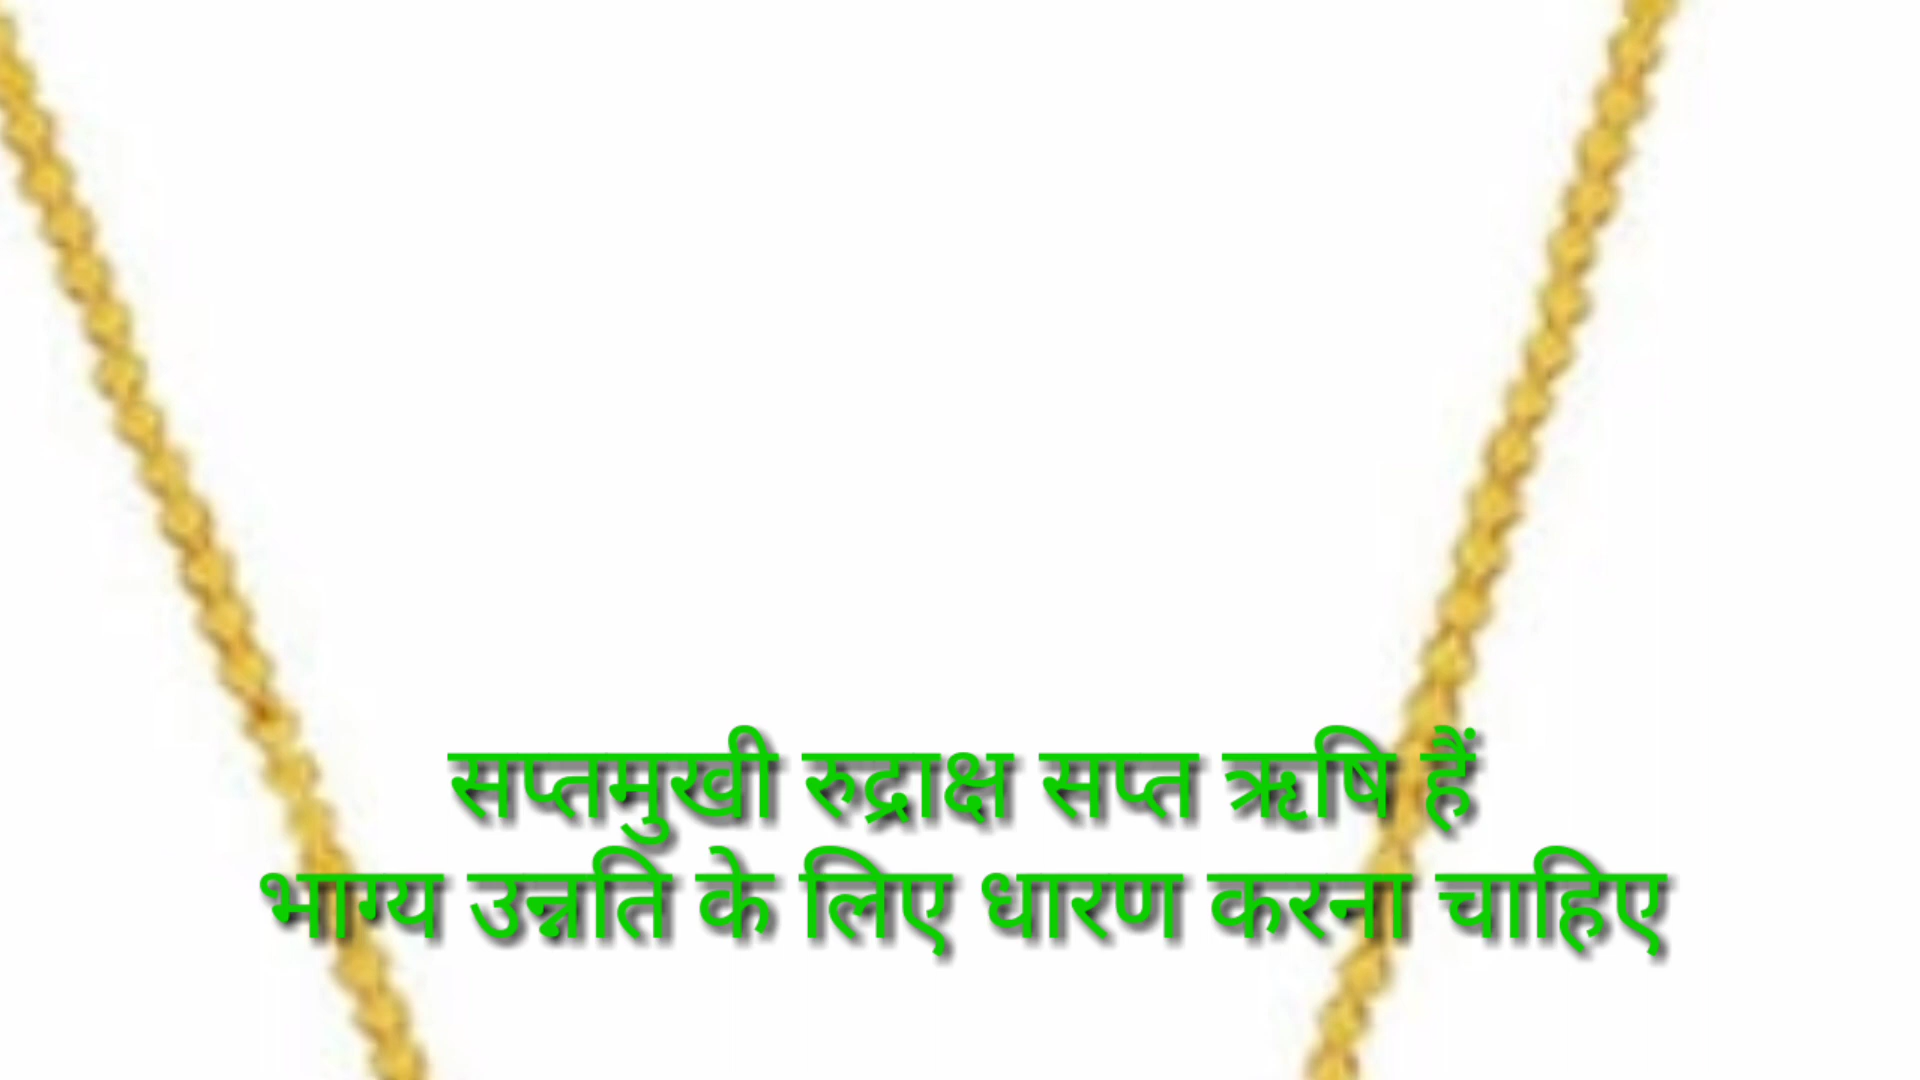 सप्तमुखी रुद्राक्ष सप्त ऋषि हैं
भाग्य उन्नति के लिए धारण करना चाहिए